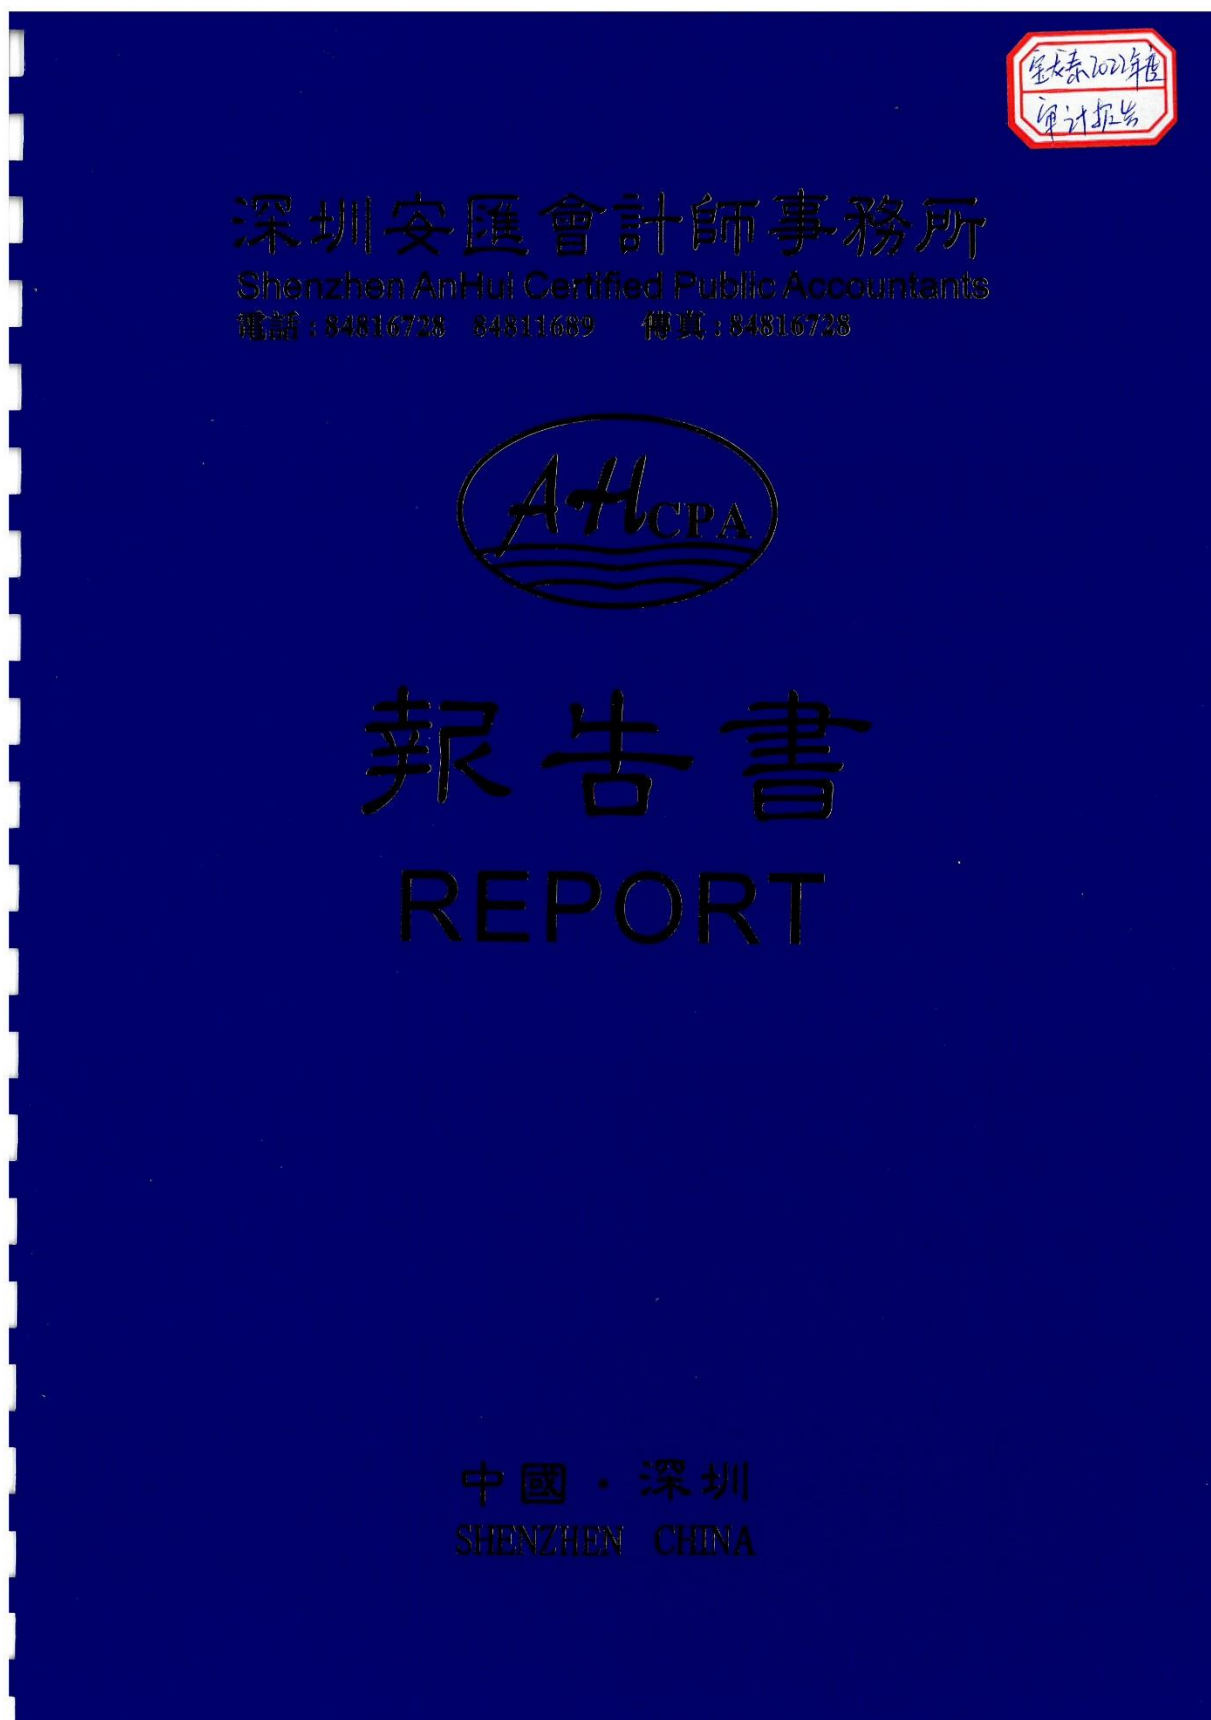 金友泰2022年度
审计报告
深圳安匯會計師事務所
Shenzhen AnHui Certified Public Accountants
電話:84816728 84811689 傳真:84816728
AHCPA
報告書
REPORT
中國·深圳
SHENZHEN CHINA